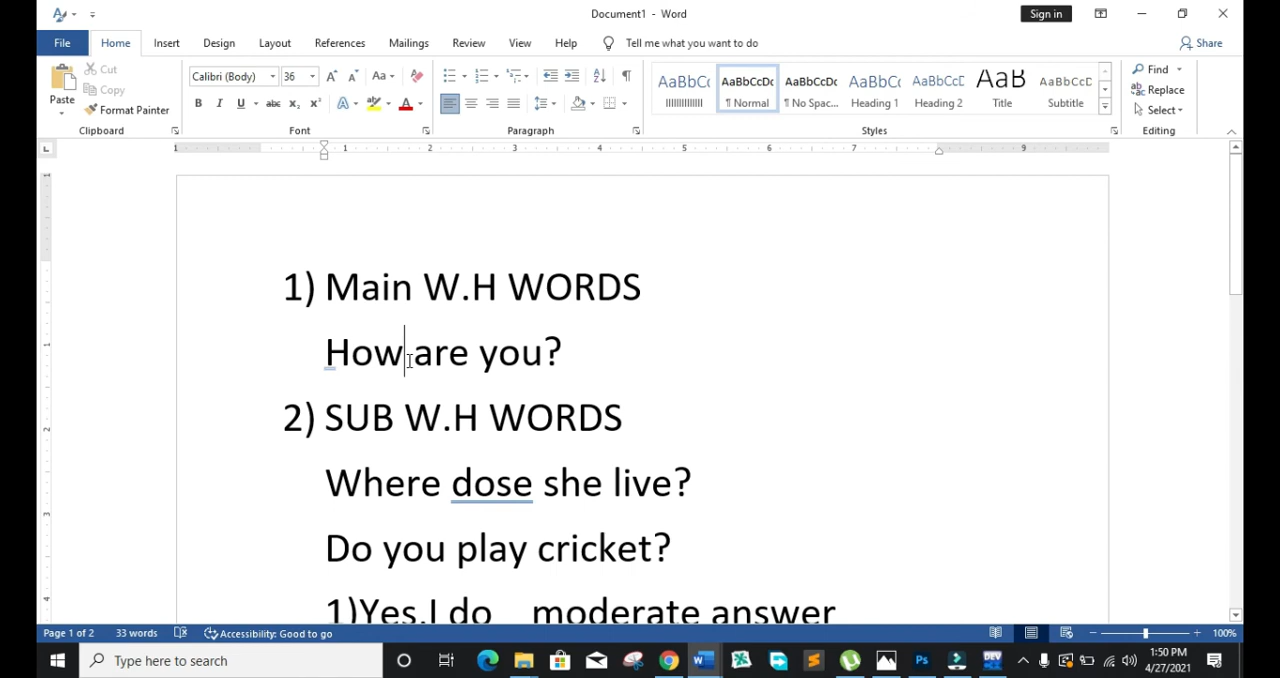 Document1 - Word
Sign in
File Home Insert Design Layout References Mailings Review View Help Tell me what you want to do Share
Paste
Cut
Copy
Format Painter
Clipboard
Calibri (Body) 36
Font
Paragraph
AaBbCc AaBbCcDc AaBbCcDc AaBbC AaBbCcD AaB AaBbCcD
¶ Normal ¶ No Spac... Heading 1 Heading 2 Title Subtitle
Styles
Find
Replace
Select
Editing
1) Main W.H WORDS
How are you?
2) SUB W.H WORDS
Where dose she live?
Do you play cricket?
1)Yes,I do moderate answer
Page 1 of 2 33 words Accessibility: Good to go 100%
Type here to search
1:50 PM
4/27/2021